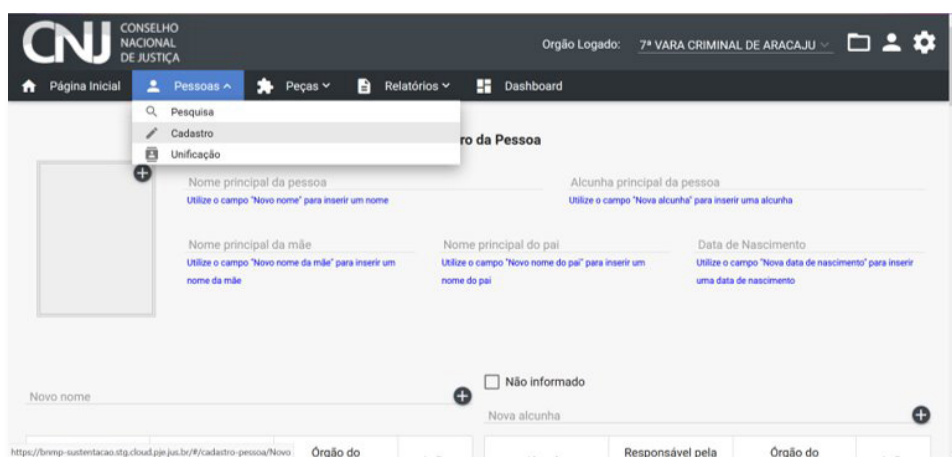 CNJ CONSELHO
NACIONAL
DE JUSTIÇA
Orgão Logado: 7ª VARA CRIMINAL DE ARACAJU
Página Inicial Pessoas Peças Relatórios Dashboard
Pesquisa
Cadastro
Unificação
ro da Pessoa
Nome principal da pessoa Alcunha principal da pessoa
Utilize o campo "Novo nome" para inserir um nome Utilize o campo "Nova alcunha" para inserir uma alcunha
Nome principal da mãe Nome principal do pai Data de Nascimento
Utilize o campo "Novo nome da mãe" para inserir um Utilize o campo "Novo nome do pai" para inserir um Utilize o campo "Nova data de nascimento" para inserir
nome da mãe nome do pai uma data de nascimento
Não informado
Novo nome
Nova alcunha
https://bnmp-sustentacao.stg.cloud.pje.jus.br/#/cadastro-pessoa/Novo Órgão do Responsável pela Órgão do